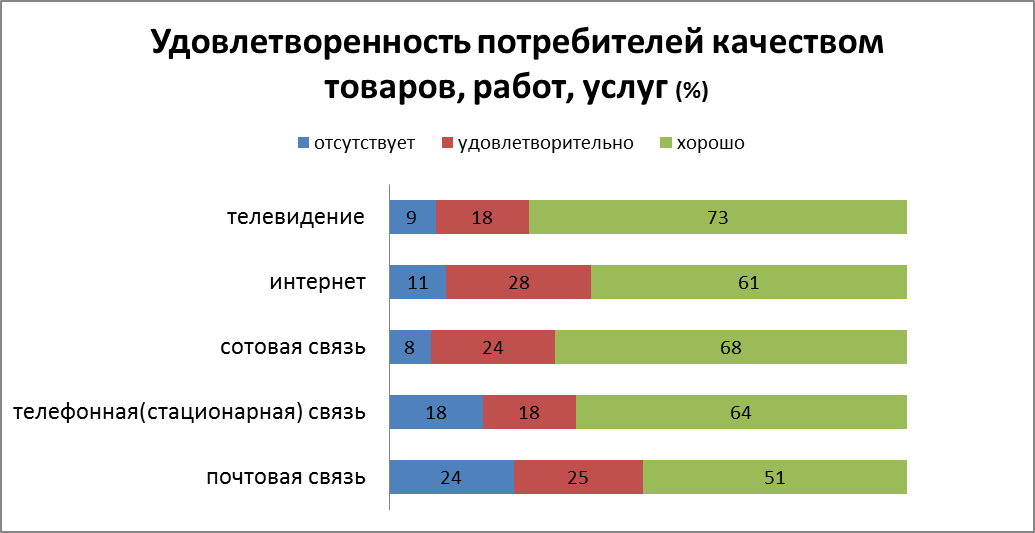 Удовлетворенность потребителей качеством
товаров, работ, услуг (%)
отсутствует удовлетворительно хорошо
телевидение 9 18 73
интернет 11 28 61
сотовая связь 8 24 68
телефонная(стационарная) связь 18 18 64
почтовая связь 24 25 51